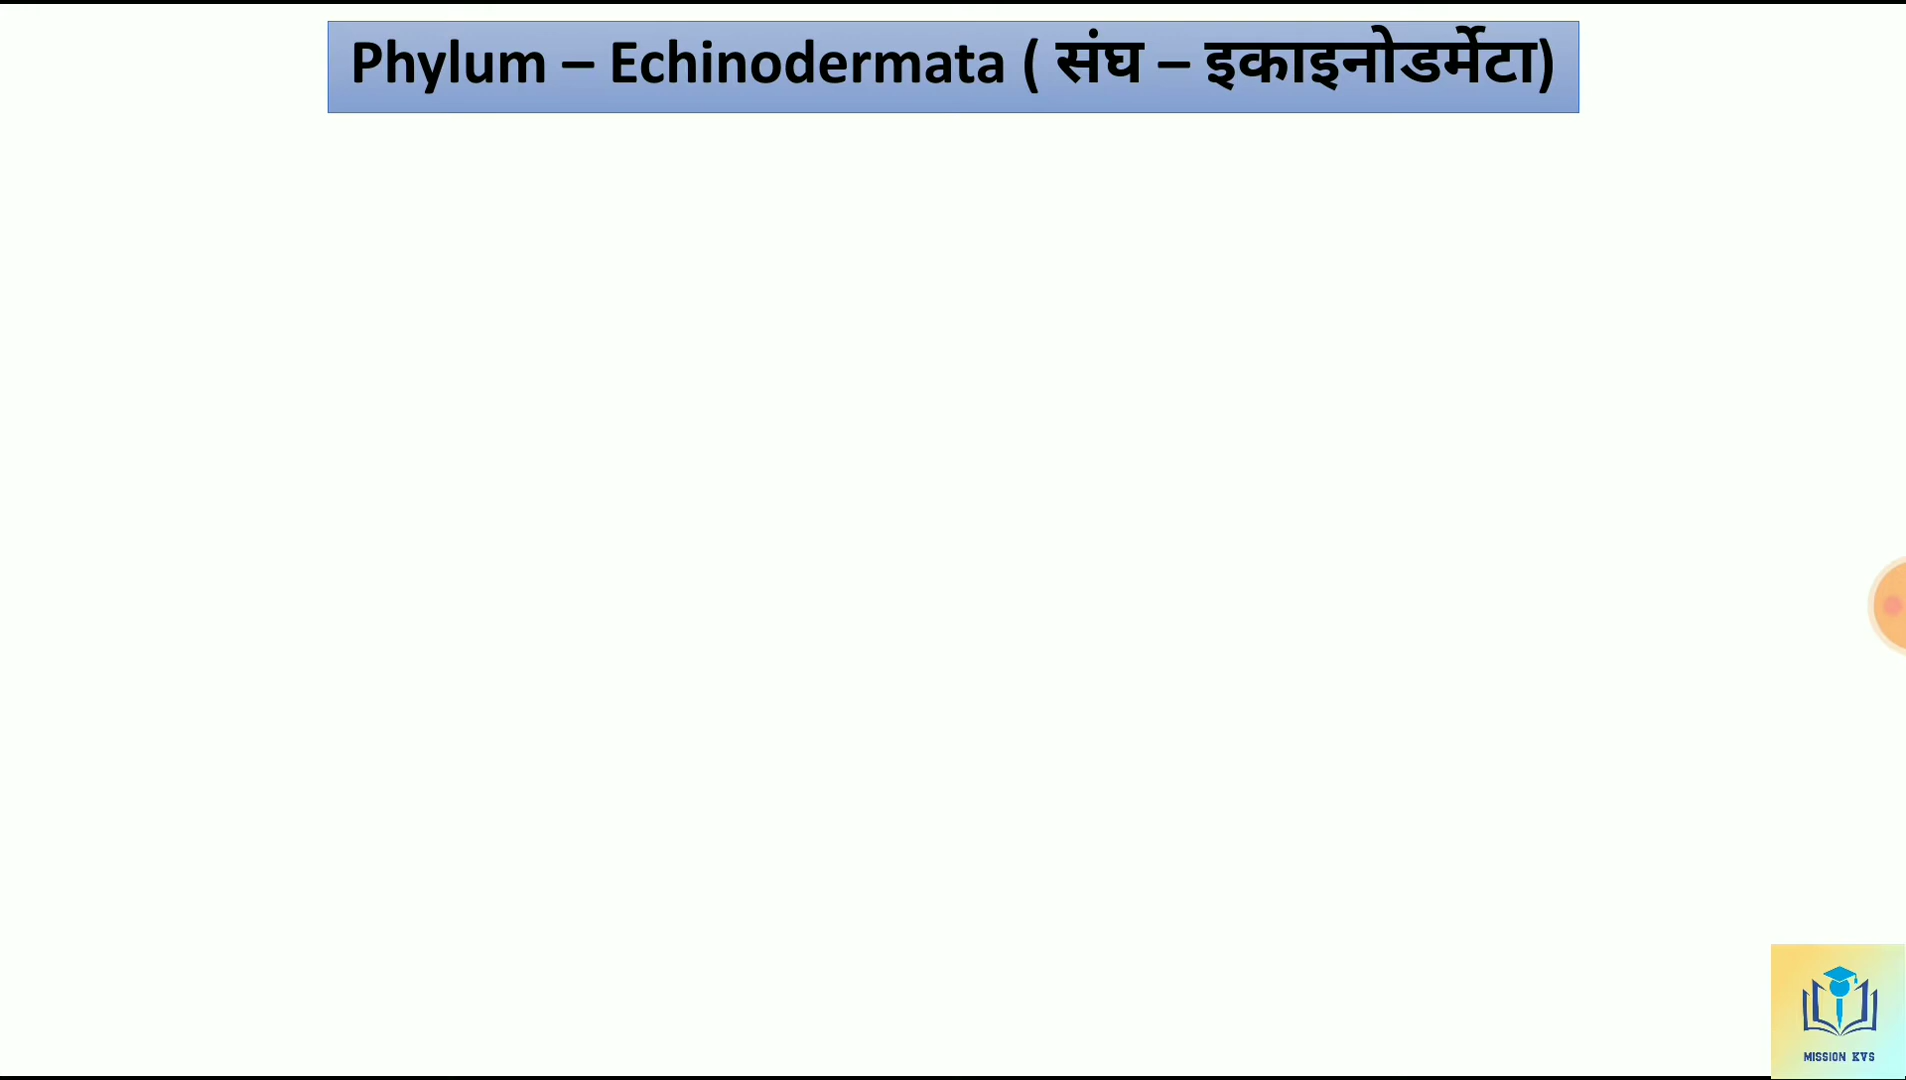 Phylum – Echinodermata ( संघ – इकाइनोडर्मेटा)
MISSION KVS